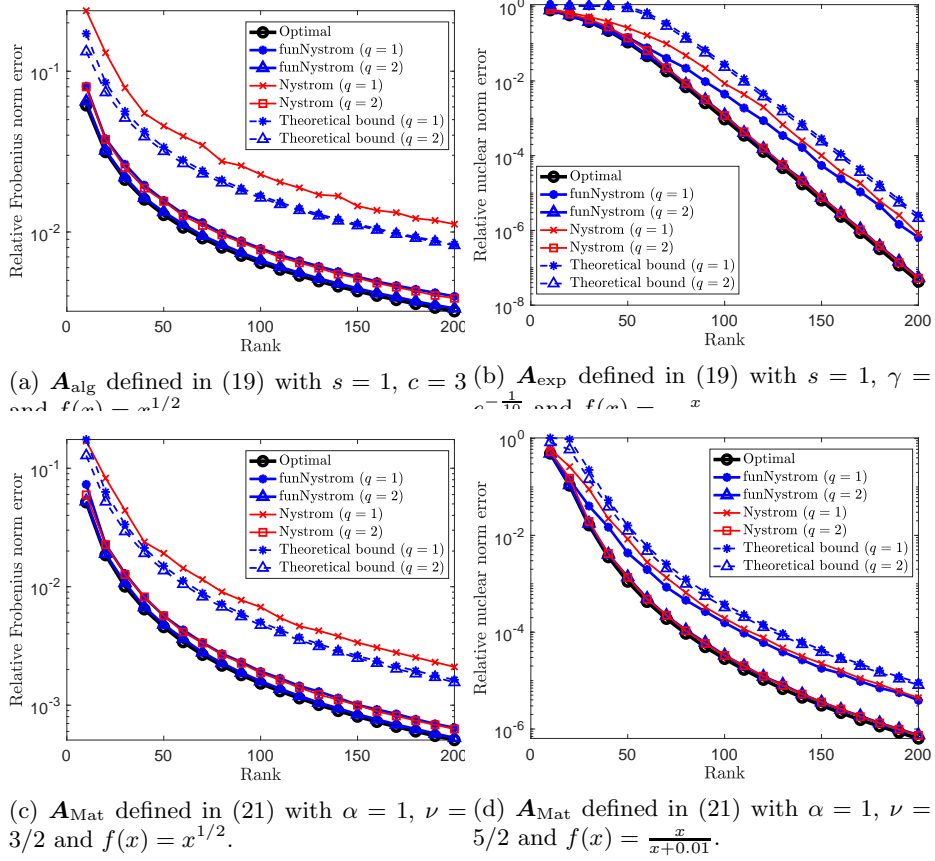 Relative Frobenius norm error
10^-1
10^-2
Optimal
funNystrom (q = 1)
funNystrom (q = 2)
Nystrom (q = 1)
Nystrom (q = 2)
Theoretical bound (q = 1)
Theoretical bound (q = 2)
0 50 100 150 200
Rank
Relative nuclear norm error
10^0
10^-2
10^-4
10^-6
10^-8
Optimal
funNystrom (q = 1)
funNystrom (q = 2)
Nystrom (q = 1)
Nystrom (q = 2)
Theoretical bound (q = 1)
Theoretical bound (q = 2)
0 50 100 150 200
Rank
(a) A_alg defined in (19) with s = 1, c = 3
and f(x) = x^1/2
(b) A_exp defined in (19) with s = 1, γ =
and f(x) = x
Relative Frobenius norm error
10^-1
10^-2
10^-3
Optimal
funNystrom (q = 1)
funNystrom (q = 2)
Nystrom (q = 1)
Nystrom (q = 2)
Theoretical bound (q = 1)
Theoretical bound (q = 2)
0 50 100 150 200
Rank
Relative nuclear norm error
10^0
10^-2
10^-4
10^-6
Optimal
funNystrom (q = 1)
funNystrom (q = 2)
Nystrom (q = 1)
Nystrom (q = 2)
Theoretical bound (q = 1)
Theoretical bound (q = 2)
0 50 100 150 200
Rank
(c) A_Mat defined in (21) with α = 1, ν =
3/2 and f(x) = x^1/2.
(d) A_Mat defined in (21) with α = 1, ν =
5/2 and f(x) = x/(x+0.01).